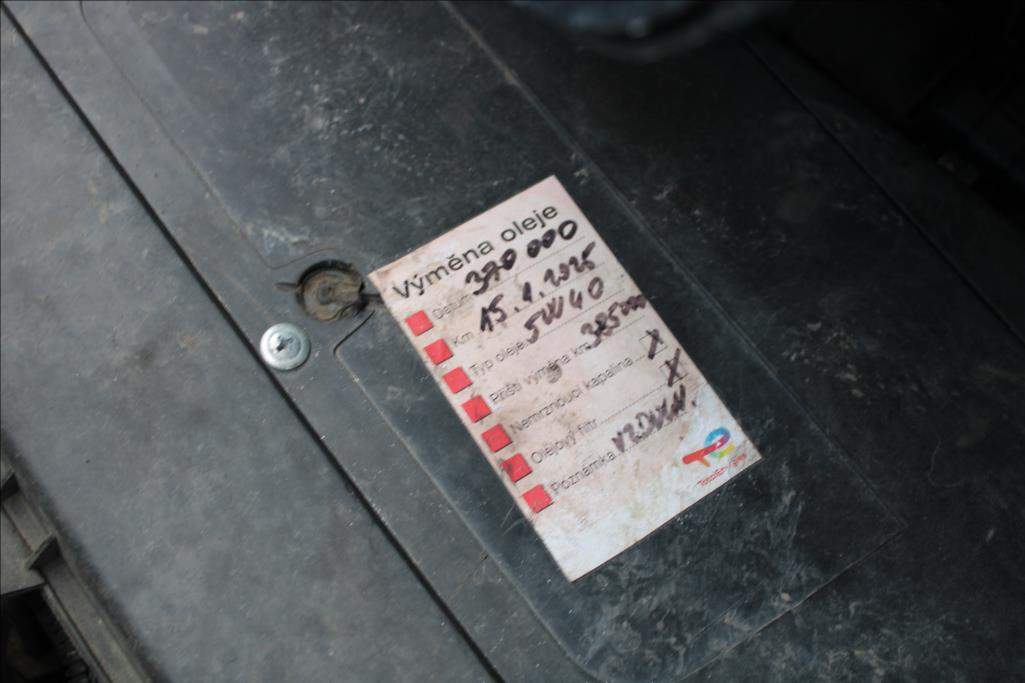 Výměna oleje
Datum 370 000
Km 15.1.2025
Typ oleje 5W40
Příští výměna km 385000
Nemrznoucí kapalina... X
Olejový filtr X
Poznámka VZDUCH.
TotalEnergies